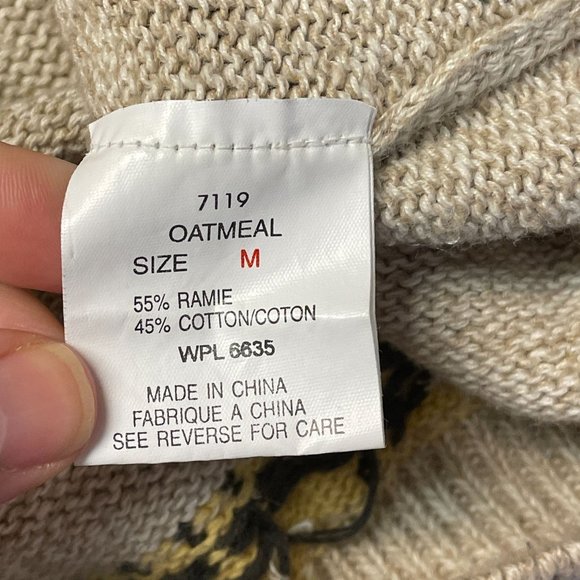 7119
OATMEAL
SIZE M
55% RAMIE
45% COTTON/COTON
WPL 6635
MADE IN CHINA
FABRIQUE A CHINA
SEE REVERSE FOR CARE